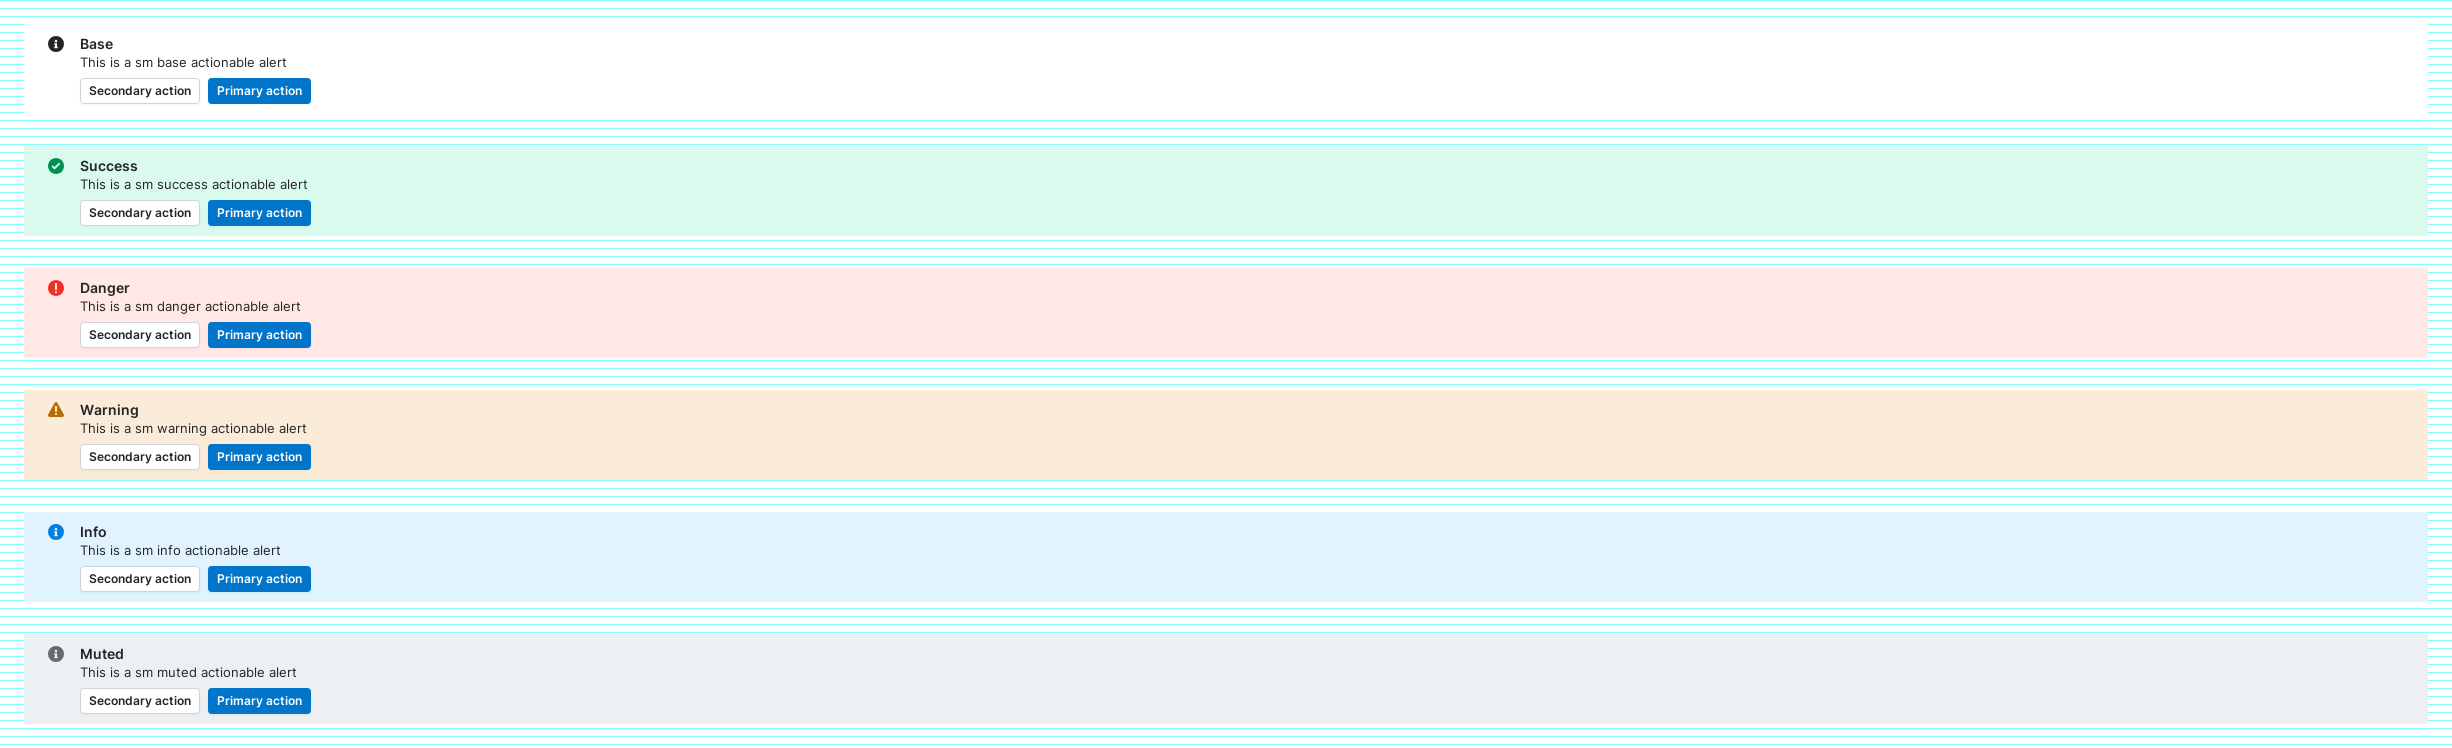 Base
This is a sm base actionable alert
Secondary action Primary action
Success
This is a sm success actionable alert
Secondary action Primary action
Danger
This is a sm danger actionable alert
Secondary action Primary action
Warning
This is a sm warning actionable alert
Secondary action Primary action
Info
This is a sm info actionable alert
Secondary action Primary action
Muted
This is a sm muted actionable alert
Secondary action Primary action